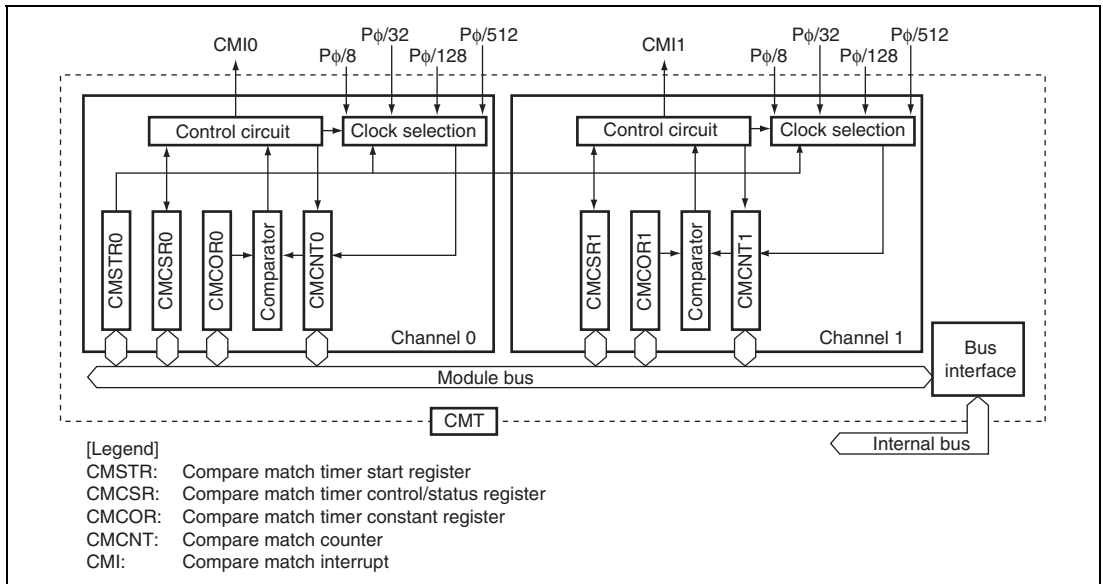 CMI0
Pφ/8
Pφ/32
Pφ/128
Pφ/512
CMI1
Pφ/8
Pφ/32
Pφ/128
Pφ/512
Control circuit
Clock selection
Control circuit
Clock selection
CMSTR0
CMCSR0
CMCOR0
Comparator
CMCNT0
CMCSR1
CMCOR1
Comparator
CMCNT1
Channel 0
Channel 1
Bus
interface
Module bus
CMT
Internal bus
[Legend]
CMSTR: Compare match timer start register
CMCSR: Compare match timer control/status register
CMCOR: Compare match timer constant register
CMCNT: Compare match counter
CMI: Compare match interrupt